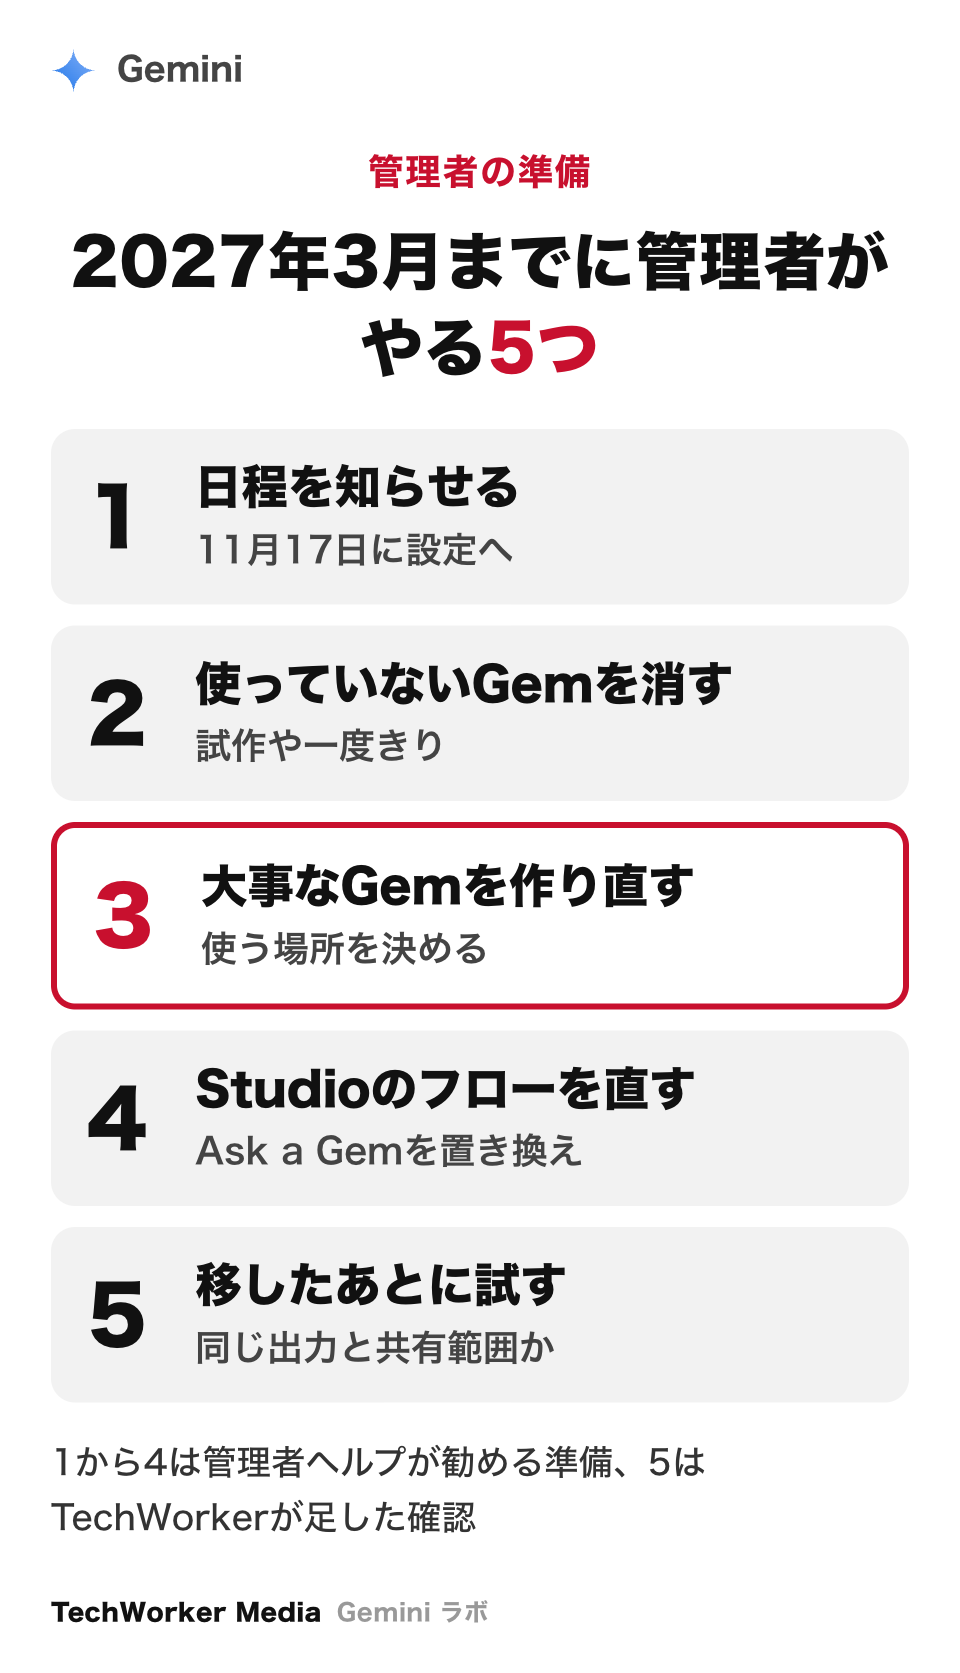 Gemini
管理者の準備
2027年3月までに管理者が
やる5つ
1
日程を知らせる
11月17日に設定へ
2
使っていないGemを消す
試作や一度きり
3
大事なGemを作り直す
使う場所を決める
4
Studioのフローを直す
Ask a Gemを置き換え
5
移したあとに試す
同じ出力と共有範囲か
1から4は管理者ヘルプが勧める準備、5は
TechWorkerが足した確認
TechWorker Media Gemini ラボ